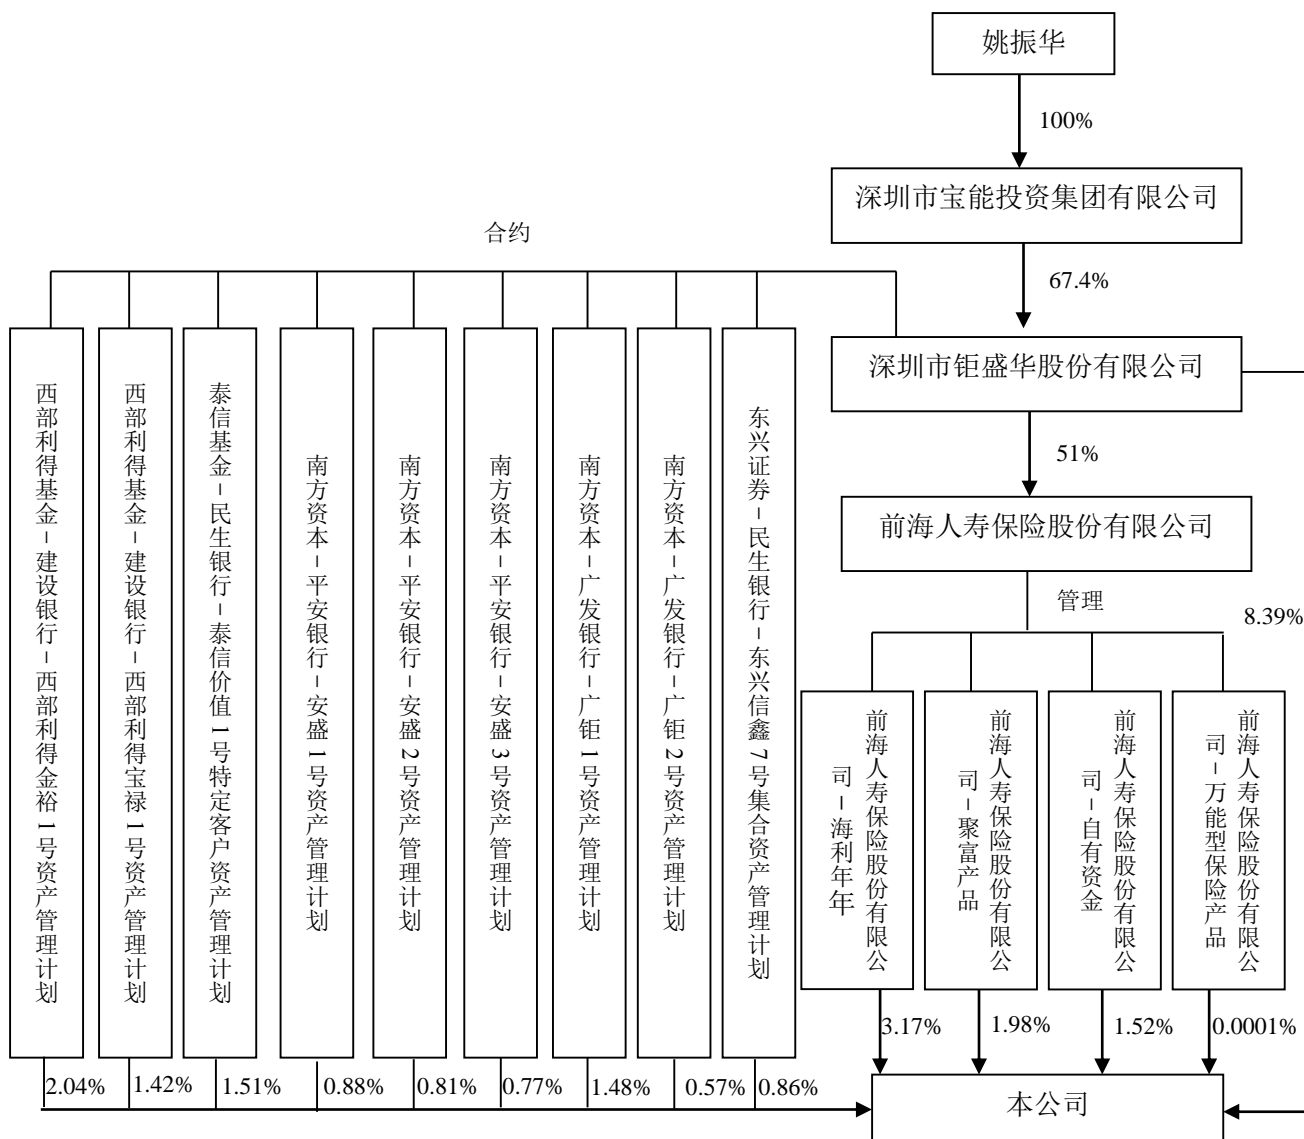 姚振华
100%
深圳市宝能投资集团有限公司
合约
67.4%
深圳市钜盛华股份有限公司
51%
前海人寿保险股份有限公司
管理
8.39%
西部利得基金-建设银行-西部利得金裕1号资产管理计划
西部利得基金-建设银行-西部利得宝禄1号资产管理计划
泰信基金-民生银行-泰信价值1号特定客户资产管理计划
南方资本-平安银行-安盛1号资产管理计划
南方资本-平安银行-安盛2号资产管理计划
南方资本-平安银行-安盛3号资产管理计划
南方资本-广发银行-广钜1号资产管理计划
南方资本-广发银行-广钜2号资产管理计划
东兴证券-民生银行-东兴信鑫7号集合资产管理计划
前海人寿保险股份有限公
司-海利年年
前海人寿保险股份有限公
司-聚富产品
前海人寿保险股份有限公
司-自有资金
前海人寿保险股份有限公
司-万能型保险产品
3.17%
1.98%
1.52%
0.0001%
2.04%
1.42%
1.51%
0.88%
0.81%
0.77%
1.48%
0.57%
0.86%
本公司